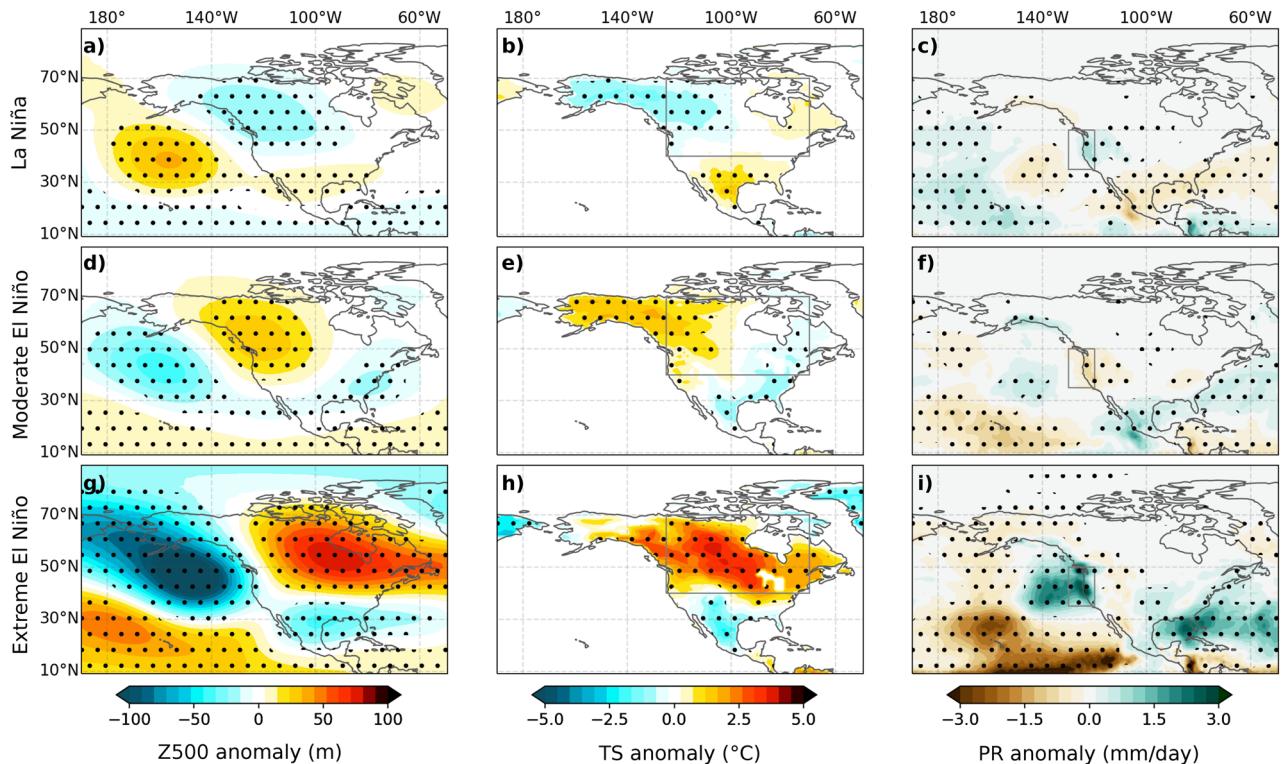 180° 140°W 100°W 60°W 180° 140°W 100°W 60°W 180° 140°W 100°W 60°W
La Niña
a) b) c)
70°N
50°N
30°N
10°N
Moderate El Niño
d) e) f)
70°N
50°N
30°N
10°N
Extreme El Niño
g) h) i)
70°N
50°N
30°N
10°N
−100 −50 0 50 100 −5.0 −2.5 0.0 2.5 5.0 −3.0 −1.5 0.0 1.5 3.0
Z500 anomaly (m) TS anomaly (°C) PR anomaly (mm/day)